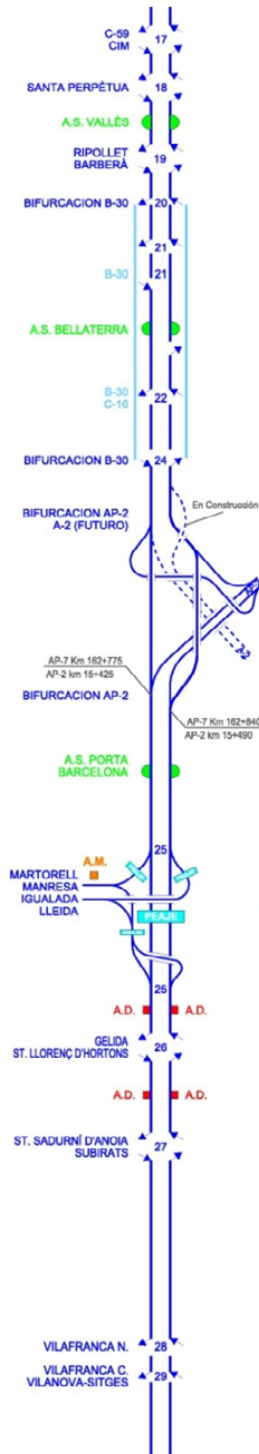 C-59
CIM
17
SANTA PERPÈTUA
18
A.S. VALLÈS
RIPOLLET
BARBERÀ
19
BIFURCACION B-30
20
21
B-30
21
A.S. BELLATERRA
B-30
C-16
22
BIFURCACION B-30
24
En Construcción
BIFURCACION AP-2
A-2 (FUTURO)
AP-7 Km 162+775
AP-2 km 15+425
BIFURCACION AP-2
AP-7 Km 162+840
AP-2 km 15+490
A.S. PORTA
BARCELONA
25
A.M.
MARTORELL
MANRESA
IGUALADA
LLEIDA
PEAJE
25
A.D.
A.D.
GELIDA
ST. LLORENÇ D'HORTONS
26
A.D.
A.D.
ST. SADURNÍ D'ANOIA
SUBIRATS
27
VILAFRANCA N.
28
VILAFRANCA C.
VILANOVA-SITGES
29